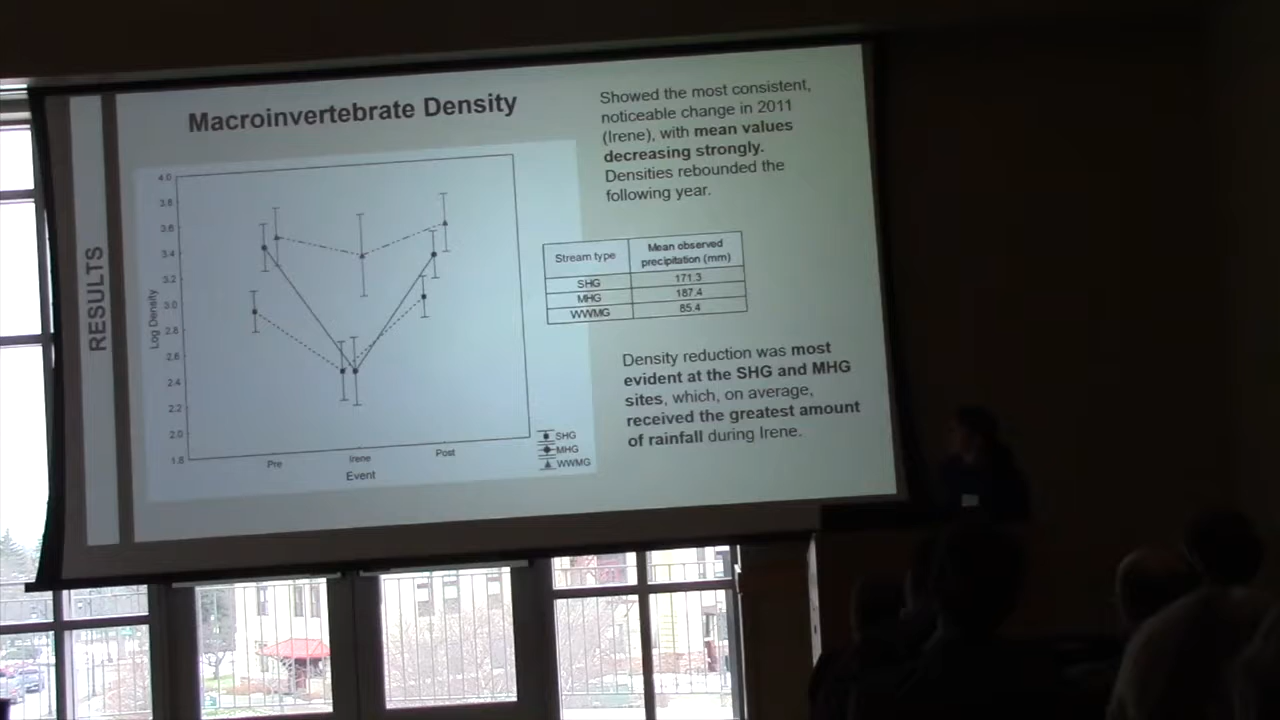 RESULTS
Macroinvertebrate Density
4.0
3.8
3.6
3.4
3.2
3.0
2.8
2.6
2.4
2.2
2.0
1.8
Log Density
Pre
Irene
Post
Event
SHG
MHG
WWMG
Showed the most consistent,
noticeable change in 2011
(Irene), with mean values
decreasing strongly.
Densities rebounded the
following year.
Stream type
Mean observed
precipitation (mm)
SHG 171.3
MHG 187.4
WWMG 85.4
Density reduction was most
evident at the SHG and MHG
sites, which, on average,
received the greatest amount
of rainfall during Irene.